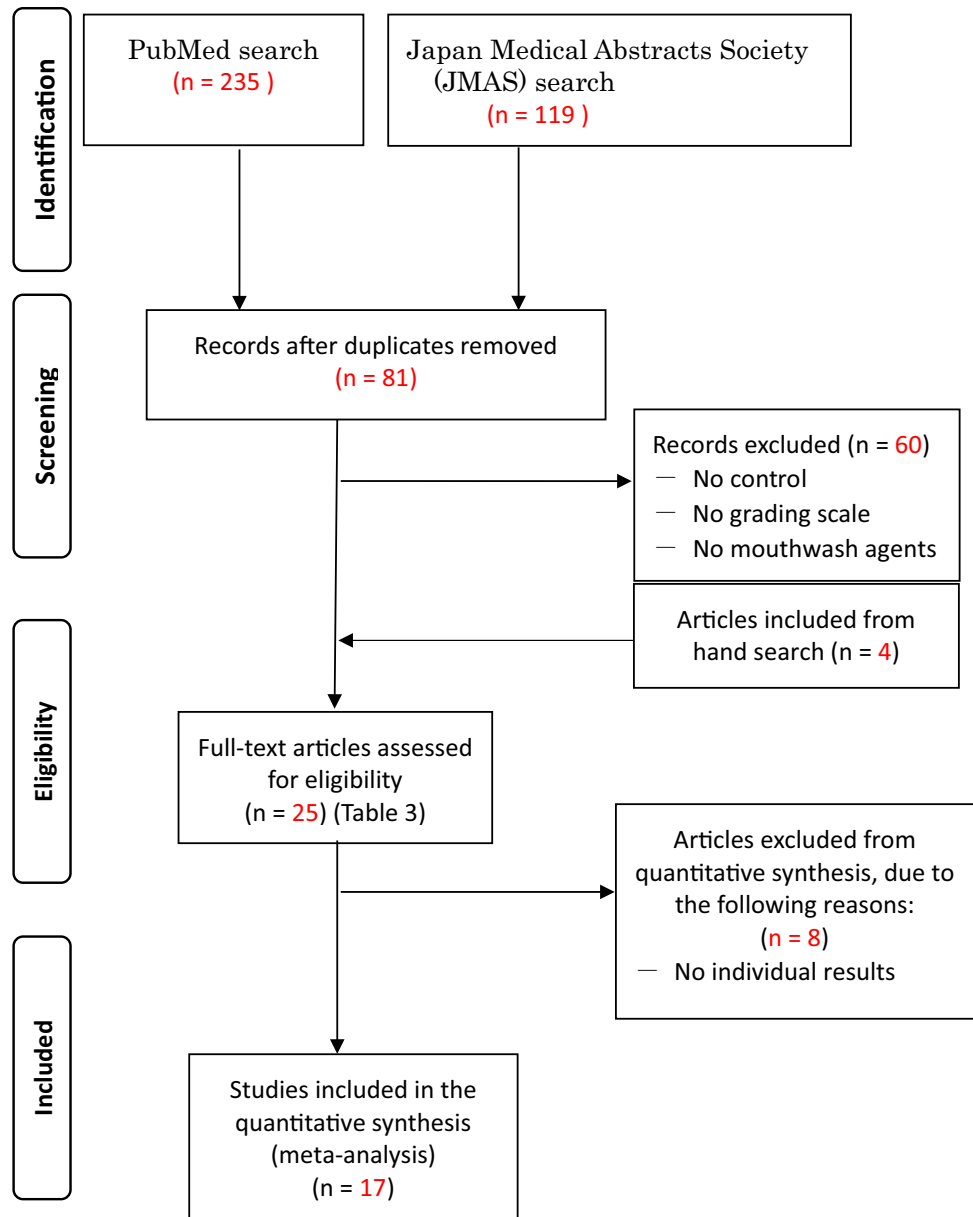 Identification
PubMed search
(n = 235 )
Japan Medical Abstracts Society
(JMAS) search
(n = 119 )
Screening
Records after duplicates removed
(n = 81)
Records excluded (n = 60)
— No control
— No grading scale
— No mouthwash agents
Articles included from
hand search (n = 4)
Eligibility
Full-text articles assessed
for eligibility
(n = 25) (Table 3)
Articles excluded from
quantitative synthesis, due to
the following reasons:
(n = 8)
— No individual results
Included
Studies included in the
quantitative synthesis
(meta-analysis)
(n = 17)